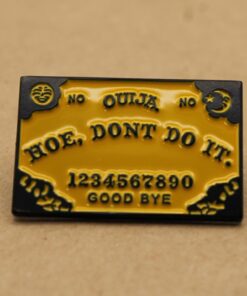 NO OUIJA NO
HOE, DONT DO IT.
1234567890
GOOD BYE